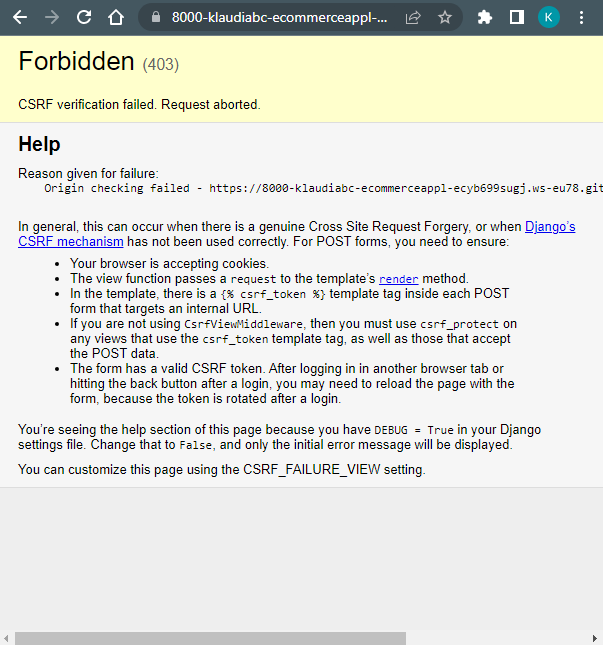 8000-klaudiabc-ecommerceappl-...
K
Forbidden (403)
CSRF verification failed. Request aborted.
Help
Reason given for failure:
Origin checking failed - https://8000-klaudiabc-ecommerceappl-ecyb699sugj.ws-eu78.git
In general, this can occur when there is a genuine Cross Site Request Forgery, or when Django's
CSRF mechanism has not been used correctly. For POST forms, you need to ensure:
• Your browser is accepting cookies.
• The view function passes a request to the template's render method.
• In the template, there is a {% csrf_token %} template tag inside each POST
form that targets an internal URL.
• If you are not using CsrfViewMiddleware, then you must use csrf_protect on
any views that use the csrf_token template tag, as well as those that accept
the POST data.
• The form has a valid CSRF token. After logging in in another browser tab or
hitting the back button after a login, you may need to reload the page with the
form, because the token is rotated after a login.
You're seeing the help section of this page because you have DEBUG = True in your Django
settings file. Change that to False, and only the initial error message will be displayed.
You can customize this page using the CSRF_FAILURE_VIEW setting.